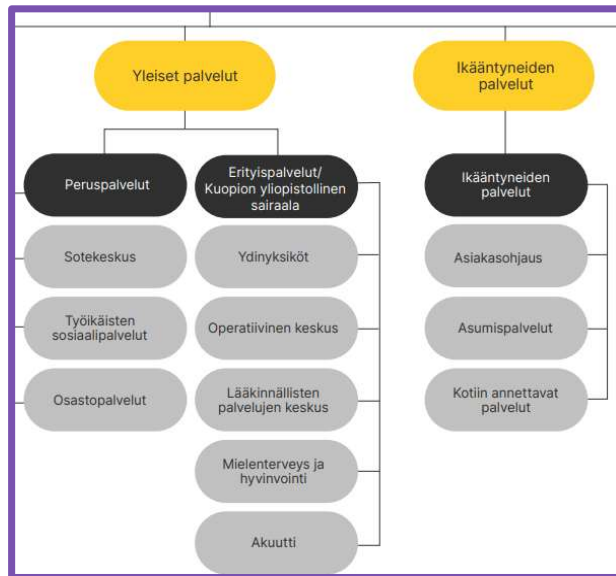 Yleiset palvelut
Ikääntyneiden
palvelut
Peruspalvelut
Erityispalvelut/
Kuopion yliopistollinen
sairaala
Ikääntyneiden
palvelut
Sotekeskus
Ydinyksiköt
Asiakasohjaus
Työikäisten
sosiaalipalvelut
Operatiivinen keskus
Asumispalvelut
Osastopalvelut
Lääkinnällisten
palvelujen keskus
Kotiin annettavat
palvelut
Mielenterveys ja
hyvinvointi
Akuutti